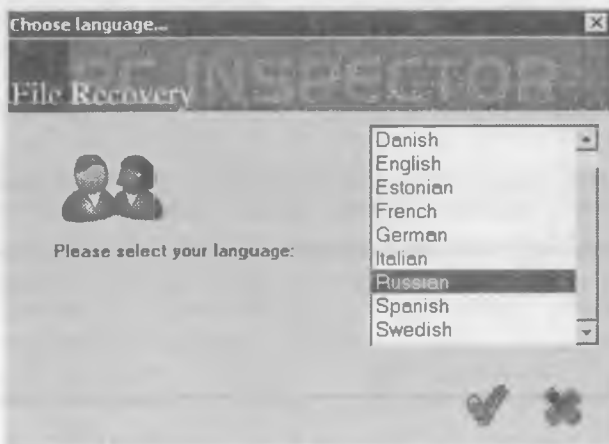 Choose language...
PC INSPECTOR
File Recovery
Please select your language:
Danish
English
Estonian
French
German
Italian
Russian
Spanish
Swedish